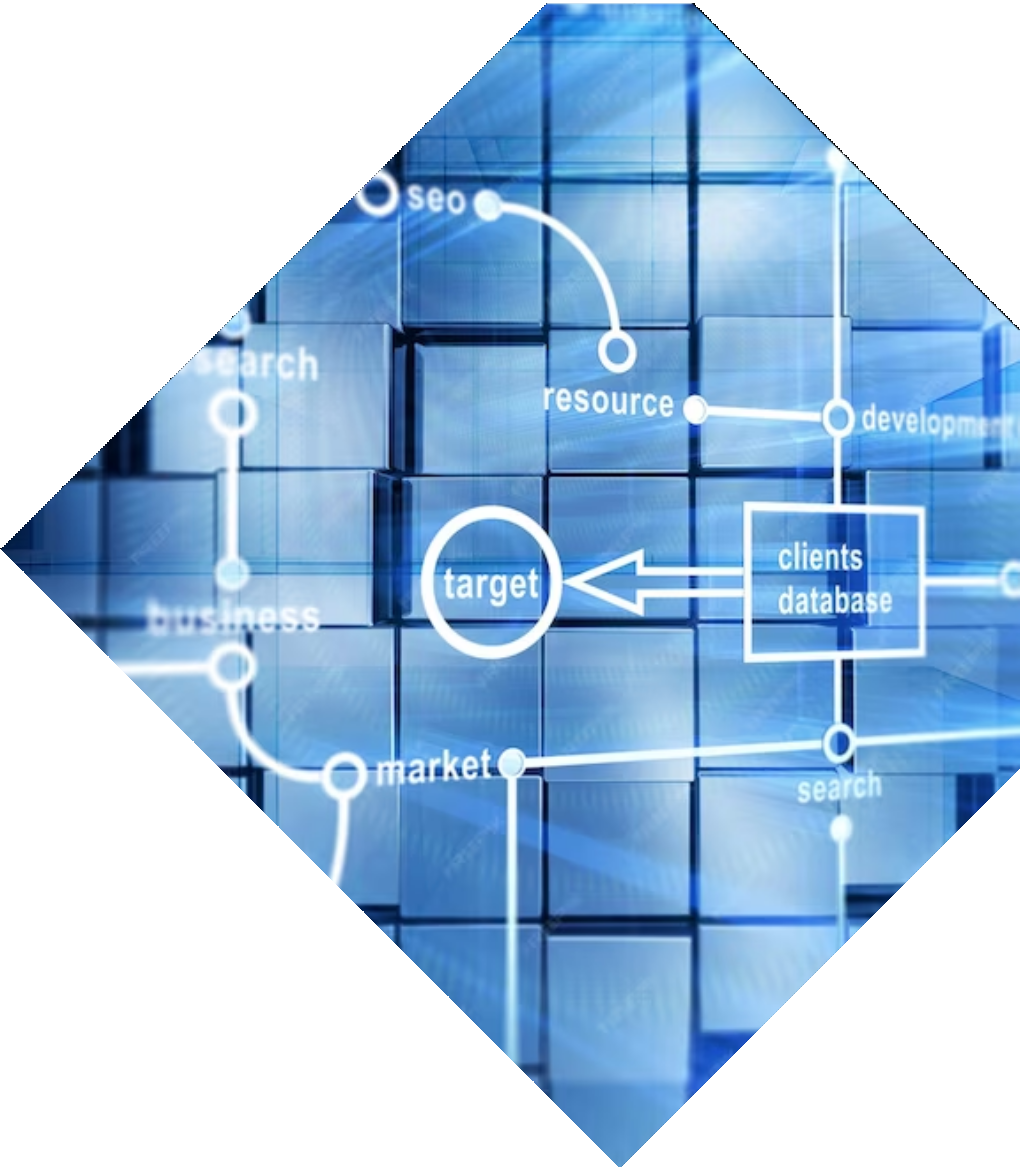 seo
search
resource
development
clients
database
target
business
market
search